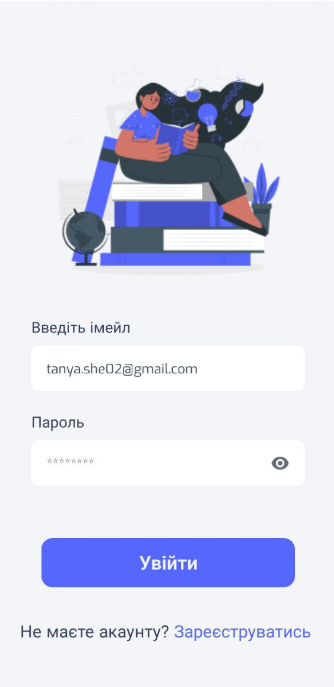 Введіть імейл
tanya.she02@gmail.com
Пароль
********
Увійти
Не маєте акаунту? Зареєструватись